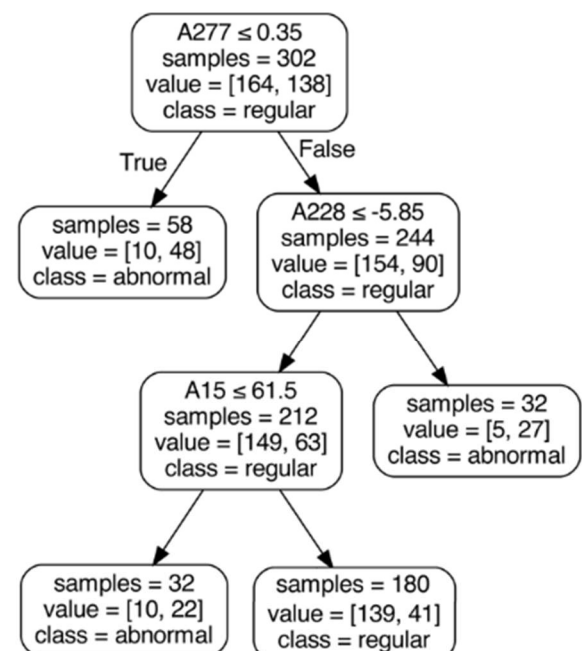 A277 ≤ 0.35
samples = 302
value = [164, 138]
class = regular
True
False
samples = 58
value = [10, 48]
class = abnormal
A228 ≤ -5.85
samples = 244
value = [154, 90]
class = regular
A15 ≤ 61.5
samples = 212
value = [149, 63]
class = regular
samples = 32
value = [5, 27]
class = abnormal
samples = 32
value = [10, 22]
class = abnormal
samples = 180
value = [139, 41]
class = regular